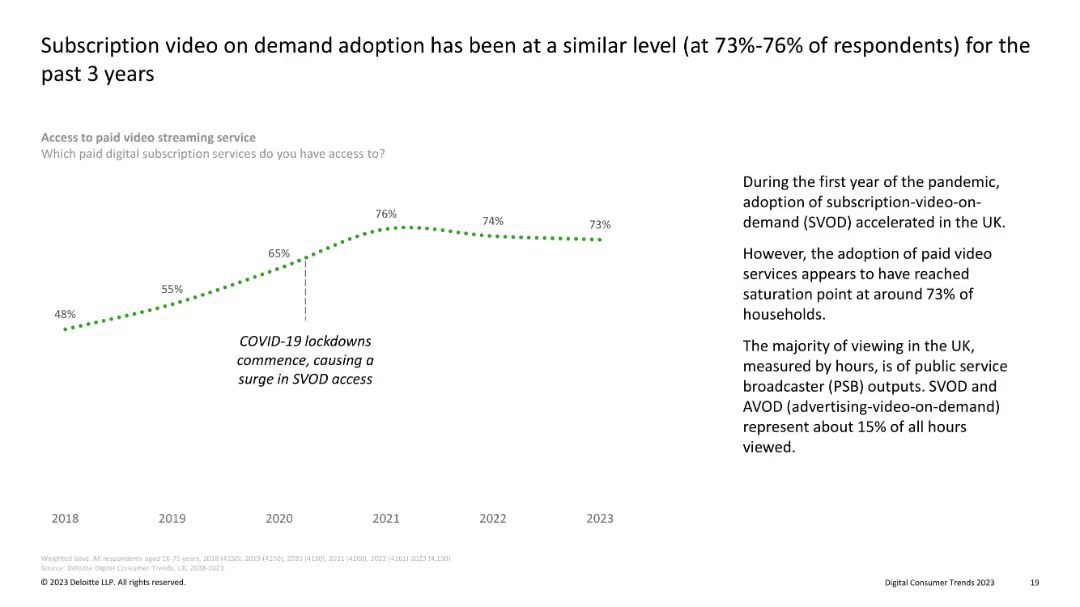 Subscription video on demand adoption has been at a similar level (at 73%-76% of respondents) for the
past 3 years
Access to paid video streaming service
Which paid digital subscription services do you have access to?
48%
55%
65%
76%
74%
73%
COVID-19 lockdowns
commence, causing a
surge in SVOD access
2018
2019
2020
2021
2022
2023
During the first year of the pandemic,
adoption of subscription-video-on-
demand (SVOD) accelerated in the UK.
However, the adoption of paid video
services appears to have reached
saturation point at around 73% of
households.
The majority of viewing in the UK,
measured by hours, is of public service
broadcaster (PSB) outputs. SVOD and
AVOD (advertising-video-on-demand)
represent about 15% of all hours
viewed.
Weighted base: All respondents aged 16-75 years, 2018 (4150), 2019 (4150), 2020 (4150), 2021 (4160), 2022 (4161) 2023 (4,150)
Source: Deloitte Digital Consumer Trends, UK, 2018-2023
© 2023 Deloitte LLP. All rights reserved.
Digital Consumer Trends 2023
19